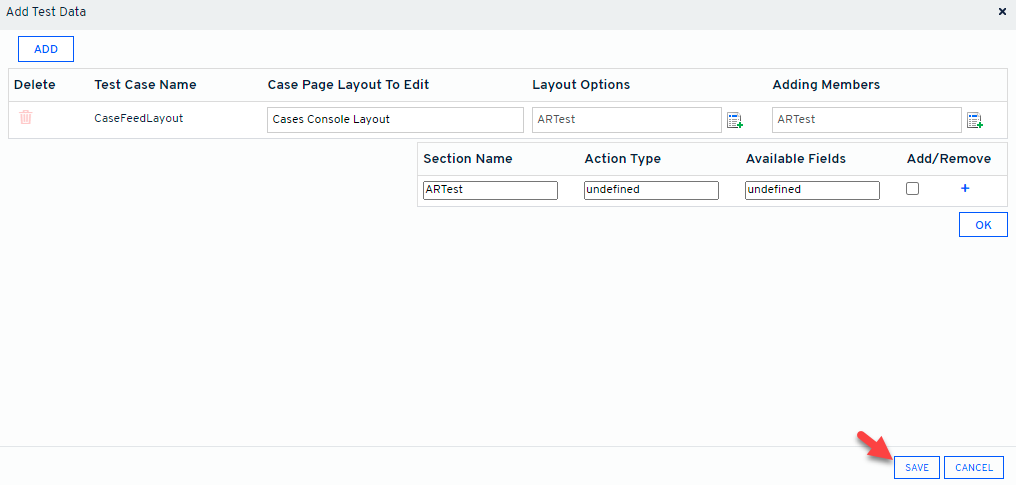 Add Test Data
ADD
Delete Test Case Name Case Page Layout To Edit Layout Options Adding Members
CaseFeedLayout Cases Console Layout ARTest ARTest
Section Name Action Type Available Fields Add/Remove
ARTest undefined undefined +
OK
SAVE CANCEL